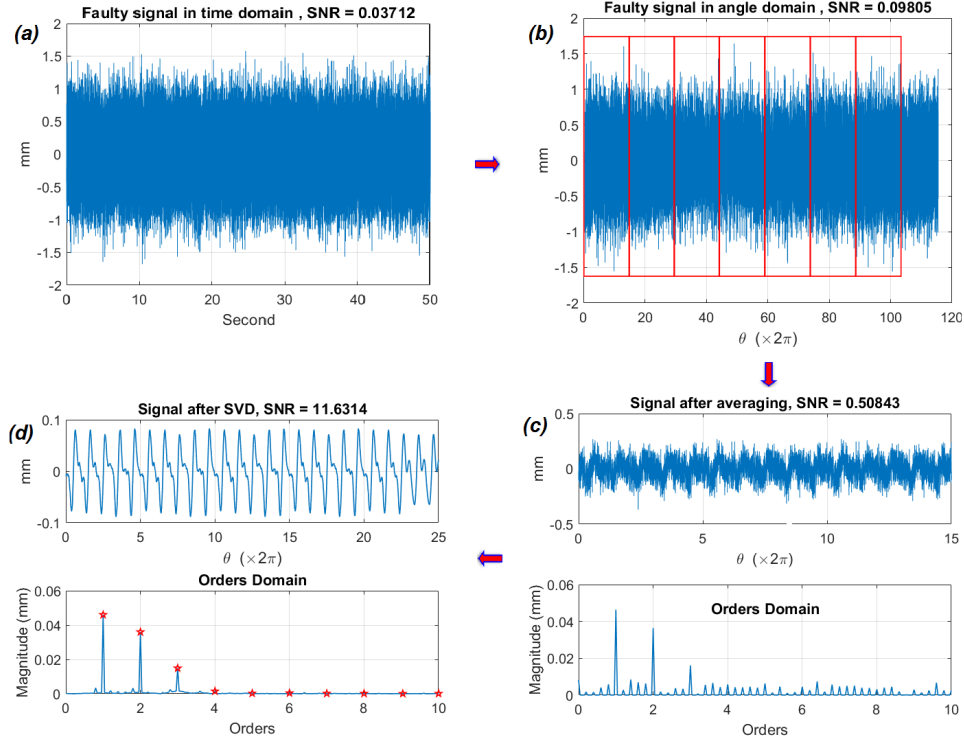 (a)
Faulty signal in time domain , SNR = 0.03712
2
1.5
1
0.5
0
-0.5
-1
-1.5
-2
mm
0 10 20 30 40 50
Second
(b)
Faulty signal in angle domain , SNR = 0.09805
2
1.5
1
0.5
0
-0.5
-1
-1.5
-2
mm
0 20 40 60 80 100 120
θ (×2π)
(d)
Signal after SVD, SNR = 11.6314
0.1
0
-0.1
mm
0 5 10 15 20 25
θ (×2π)
Orders Domain
0.06
0.04
0.02
0
Magnitude (mm)
0 2 4 6 8 10
Orders
(c)
Signal after averaging, SNR = 0.50843
0.5
0
-0.5
mm
0 5 10 15
θ (×2π)
Orders Domain
0.06
0.04
0.02
0
Magnitude (mm)
0 2 4 6 8 10
Orders